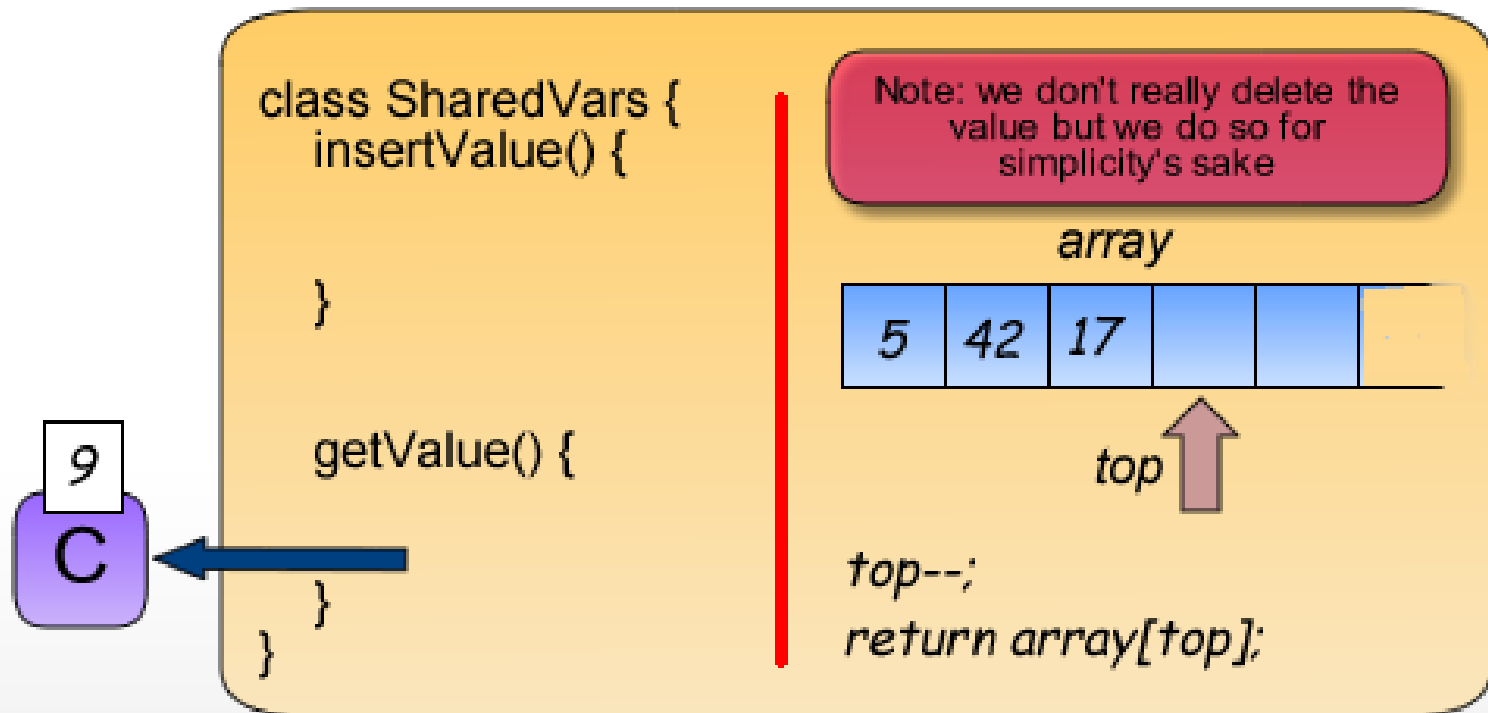 class SharedVars {
insertValue() {
}
getValue() {
}
}
9
C
Note: we don't really delete the
value but we do so for
simplicity's sake
array
5 42 17
top
top--;
return array[top];